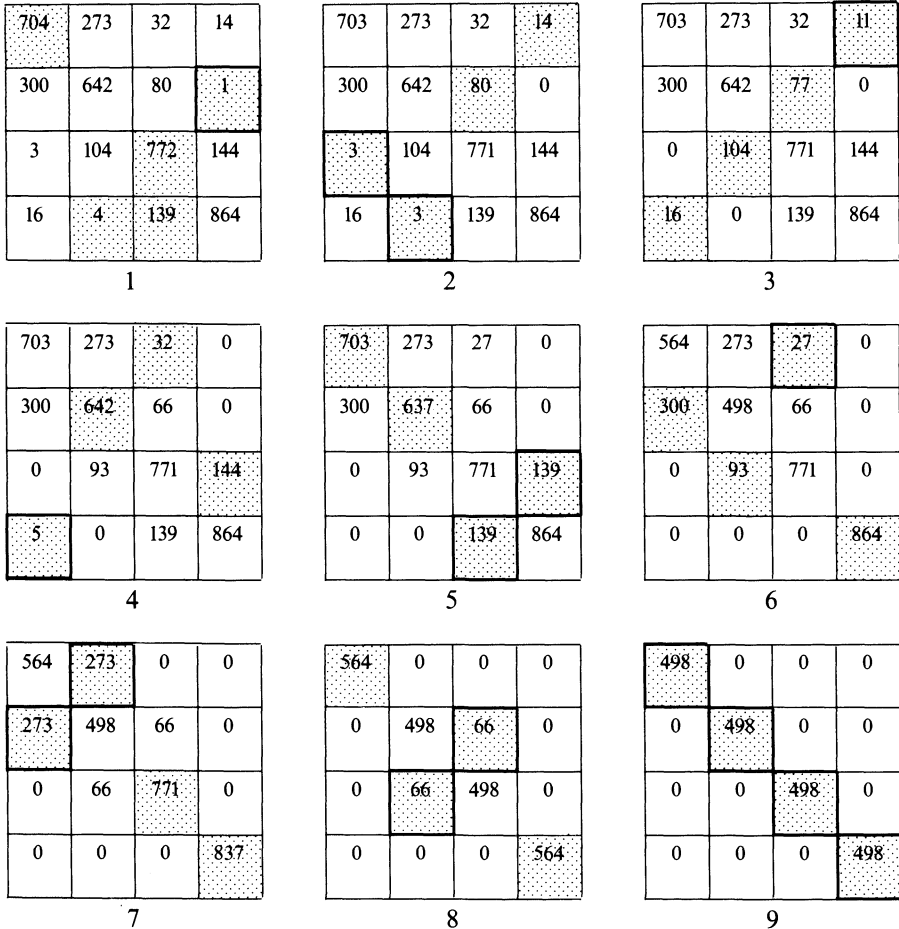 704 273 32 14
300 642 80 1
3 104 772 144
16 4 139 864
1
703 273 32 14
300 642 80 0
3 104 771 144
16 3 139 864
2
703 273 32 11
300 642 77 0
0 104 771 144
16 0 139 864
3
703 273 32 0
300 642 66 0
0 93 771 144
5 0 139 864
4
703 273 27 0
300 637 66 0
0 93 771 139
0 0 139 864
5
564 273 27 0
300 498 66 0
0 93 771 0
0 0 0 864
6
564 273 0 0
273 498 66 0
0 66 771 0
0 0 0 837
7
564 0 0 0
0 498 66 0
0 66 498 0
0 0 0 564
8
498 0 0 0
0 498 0 0
0 0 498 0
0 0 0 498
9